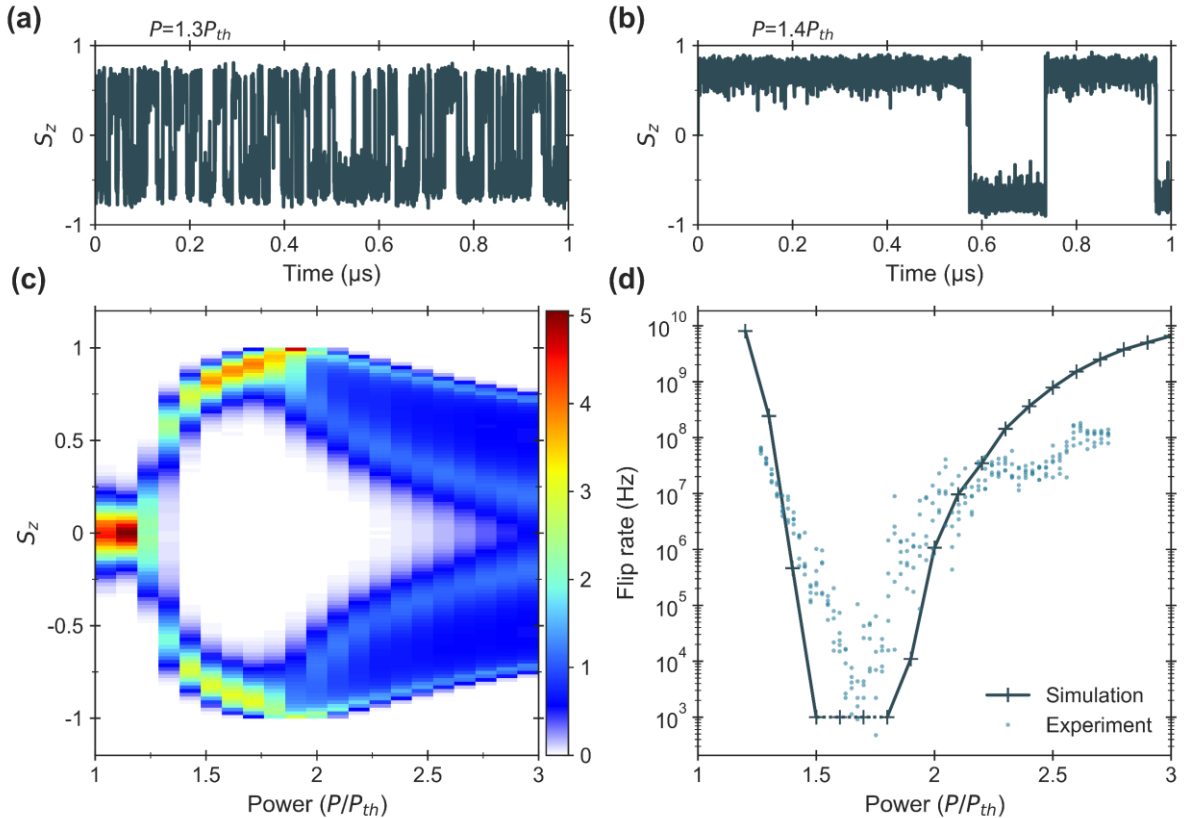 (a)
P=1.3P_th
1
0
-1
S_z
0
0.2
0.4
0.6
0.8
1
Time (μs)
(b)
P=1.4P_th
1
0
-1
S_z
0
0.2
0.4
0.6
0.8
1
Time (μs)
(c)
1
0.5
0
-0.5
-1
S_z
1
1.5
2
2.5
3
Power (P/P_th)
5
4
3
2
1
0
(d)
10^10
10^9
10^8
10^7
10^6
10^5
10^4
10^3
Flip rate (Hz)
Simulation
Experiment
1
1.5
2
2.5
3
Power (P/P_th)